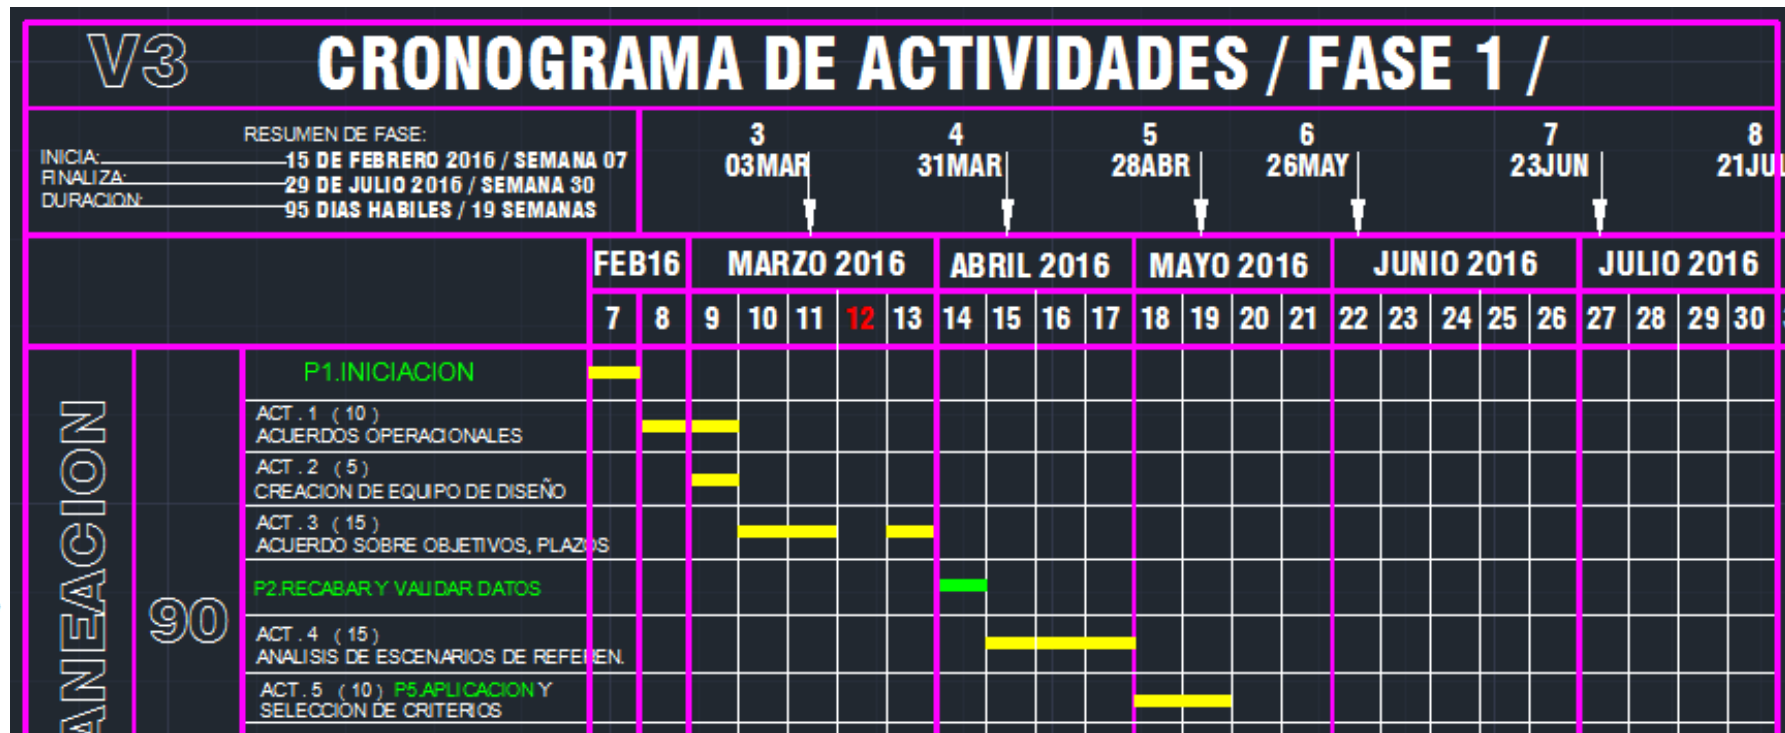 V3 CRONOGRAMA DE ACTIVIDADES / FASE 1 /
RESUMEN DE FASE:
INICIA: 15 DE FEBRERO 2016 / SEMANA 07
FINALIZA: 29 DE JULIO 2016 / SEMANA 30
DURACION: 95 DIAS HABILES / 19 SEMANAS
3 4 5 6 7 8
03MAR 31MAR 28ABR 26MAY 23JUN 21JUL
FEB16 MARZO 2016 ABRIL 2016 MAYO 2016 JUNIO 2016 JULIO 2016
7 8 9 10 11 12 13 14 15 16 17 18 19 20 21 22 23 24 25 26 27 28 29 30
ANEACION
90
P1.INICIACION
ACT . 1 ( 10 )
ACUERDOS OPERACIONALES
ACT . 2 ( 5 )
CREACION DE EQUIPO DE DISEÑO
ACT . 3 ( 15 )
ACUERDO SOBRE OBJETIVOS, PLAZOS
P2.RECABAR Y VALIDAR DATOS
ACT . 4 ( 15 )
ANALISIS DE ESCENARIOS DE REFEREN.
ACT . 5 ( 10 ) P5.APLICACION Y
SELECCION DE CRITERIOS